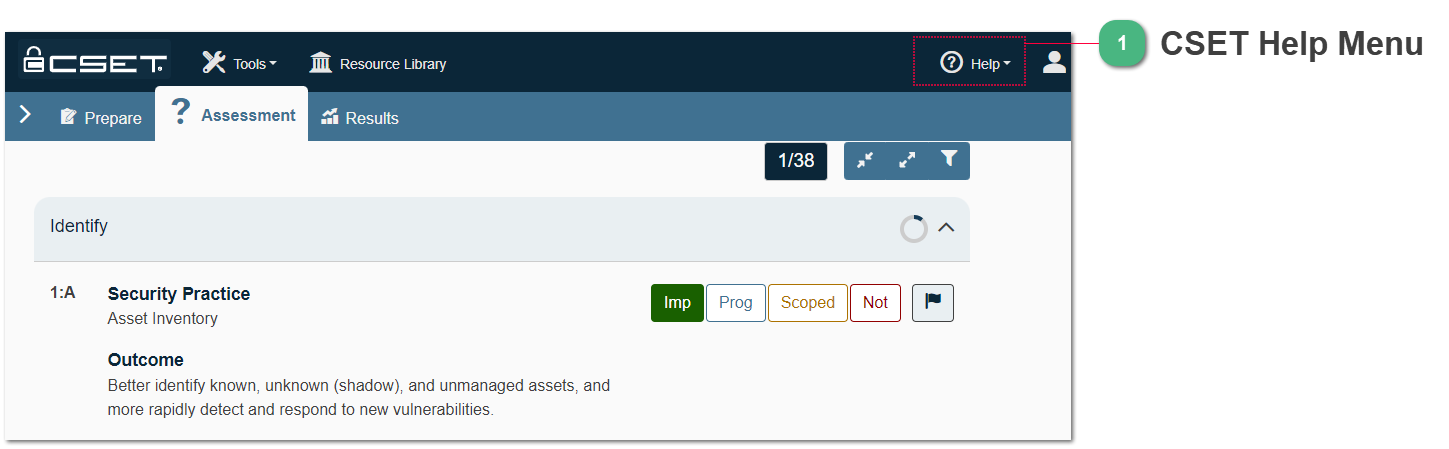 CSET Tools Resource Library ? Help 1 CSET Help Menu
Prepare ? Assessment Results
1/38
Identify
1:A Security Practice Imp Prog Scoped Not
Asset Inventory
Outcome
Better identify known, unknown (shadow), and unmanaged assets, and
more rapidly detect and respond to new vulnerabilities.